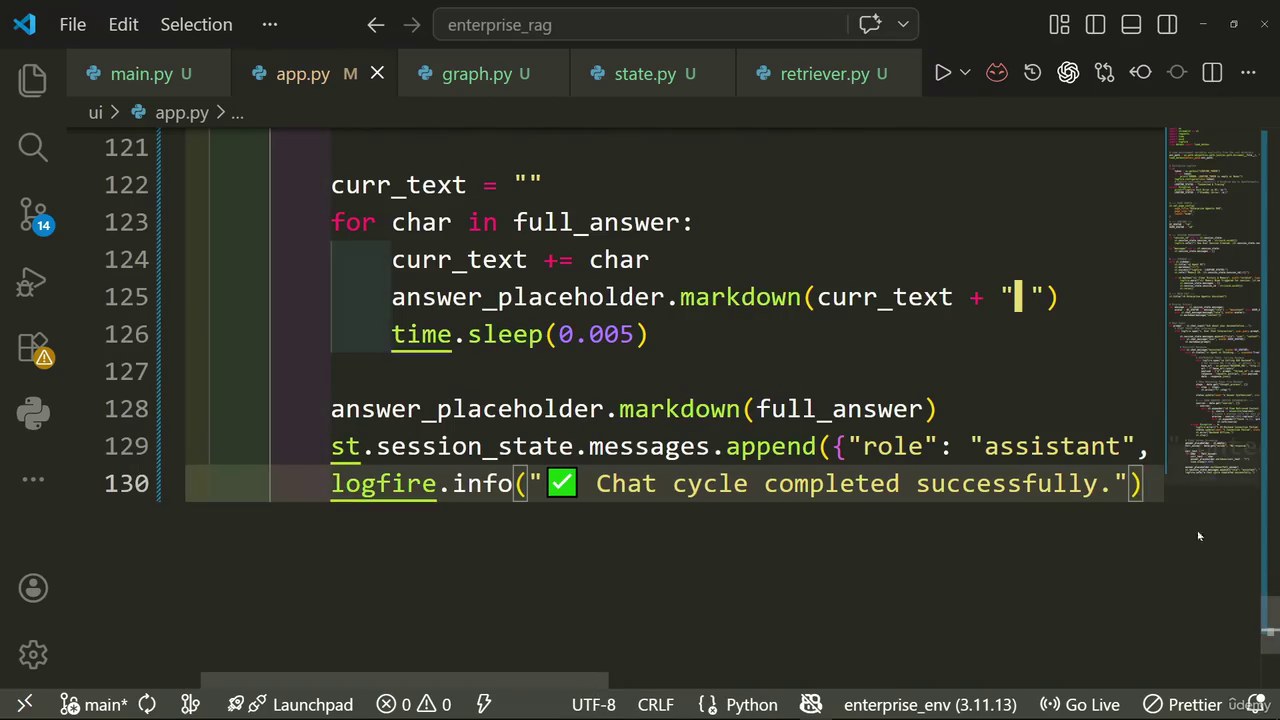 File Edit Selection ··· enterprise_rag
main.py U app.py M graph.py U state.py U retriever.py U
ui > app.py > ...
121
122 curr_text = ""
123 for char in full_answer:
124 curr_text += char
125 answer_placeholder.markdown(curr_text + "▌")
126 time.sleep(0.005)
127
128 answer_placeholder.markdown(full_answer)
129 st.session_state.messages.append({"role": "assistant",
130 logfire.info("✅ Chat cycle completed successfully.")
14
main* Launchpad 0 0 UTF-8 CRLF Python enterprise_env (3.11.13) Go Live Prettier
udemy